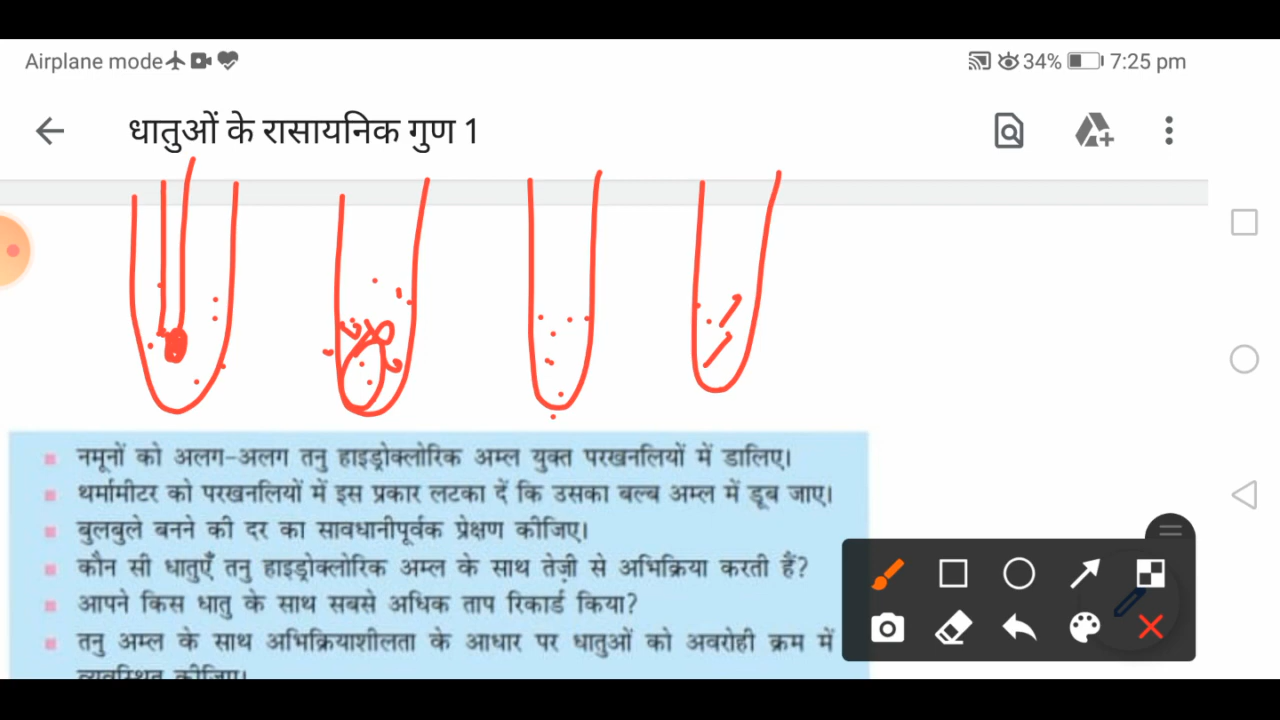 Airplane mode 34% 7:25 pm
धातुओं के रासायनिक गुण 1
नमूनों को अलग-अलग तनु हाइड्रोक्लोरिक अम्ल युक्त परखनलियों में डालिए।
थर्मामीटर को परखनलियों में इस प्रकार लटका दें कि उसका बल्ब अम्ल में डूब जाए।
बुलबुले बनने की दर का सावधानीपूर्वक प्रेक्षण कीजिए।
कौन सी धातुएँ तनु हाइड्रोक्लोरिक अम्ल के साथ तेज़ी से अभिक्रिया करती हैं?
आपने किस धातु के साथ सबसे अधिक ताप रिकार्ड किया?
तनु अम्ल के साथ अभिक्रियाशीलता के आधार पर धातुओं को अवरोही क्रम में
व्यवस्थित कीजिए।